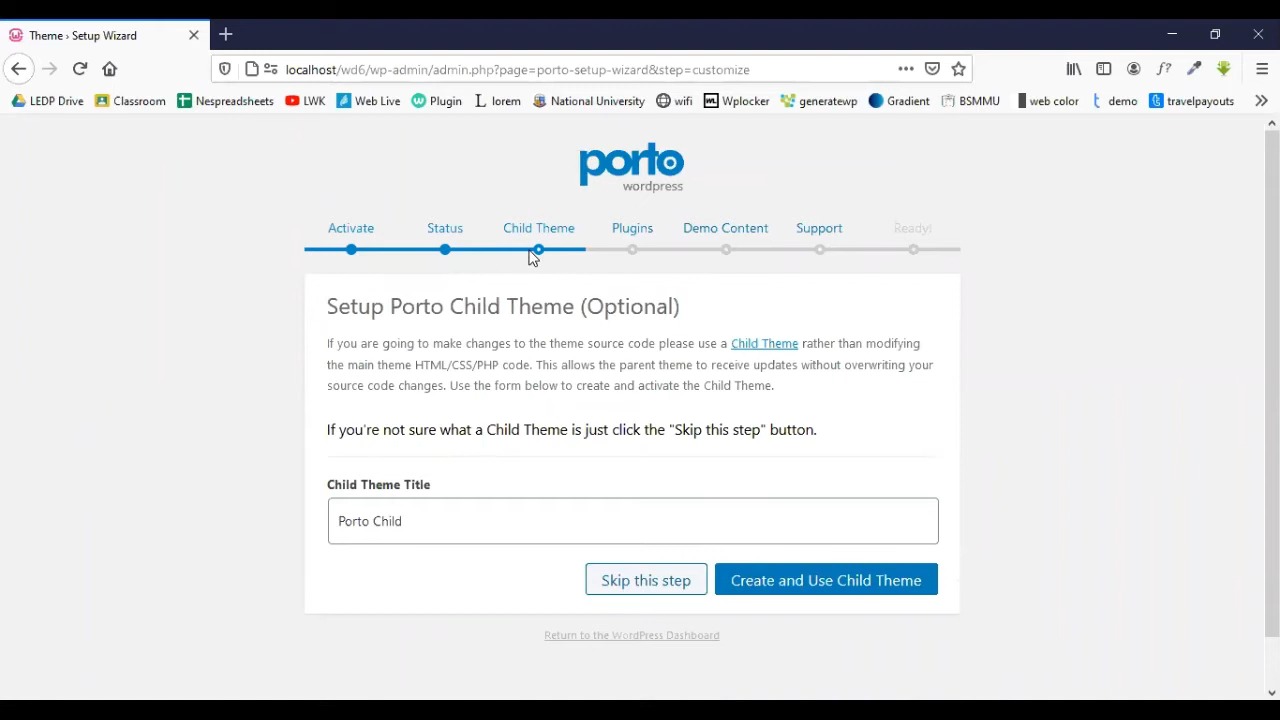 Theme › Setup Wizard
localhost/wd6/wp-admin/admin.php?page=porto-setup-wizard&step=customize
LEDP Drive Classroom Nespreadsheets LWK Web Live Plugin lorem National University wifi Wplocker generatewp Gradient BSMMU web color demo travelpayouts
porto
wordpress
Activate Status Child Theme Plugins Demo Content Support Ready!
Setup Porto Child Theme (Optional)
If you are going to make changes to the theme source code please use a Child Theme rather than modifying
the main theme HTML/CSS/PHP code. This allows the parent theme to receive updates without overwriting your
source code changes. Use the form below to create and activate the Child Theme.
If you're not sure what a Child Theme is just click the "Skip this step" button.
Child Theme Title
Porto Child
Skip this step Create and Use Child Theme
Return to the WordPress Dashboard